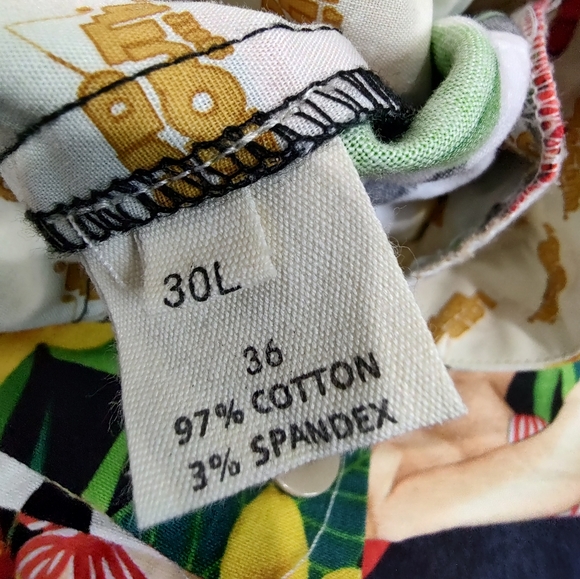 30L
36
97% COTTON
3% SPANDEX